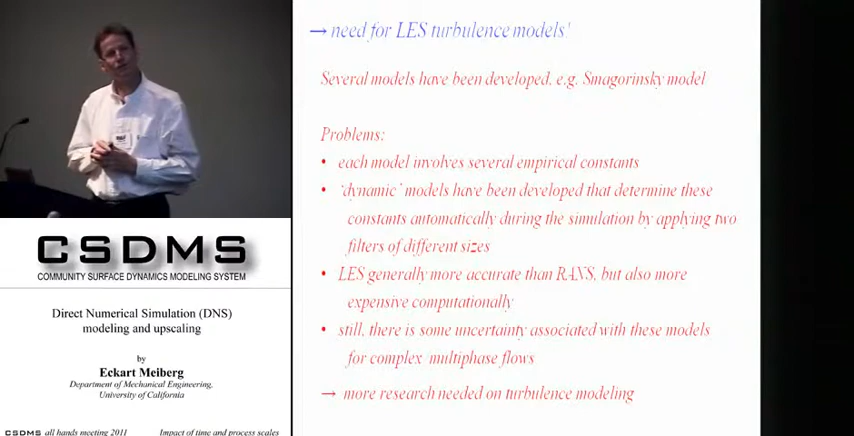 → need for LES turbulence models!
Several models have been developed, e.g. Smagorinsky model
Problems:
• each model involves several empirical constants
• 'dynamic' models have been developed that determine these
constants automatically during the simulation by applying two
filters of different sizes
• LES generally more accurate than RANS, but also more
expensive computationally
• still, there is some uncertainty associated with these models
for complex multiphase flows
→ more research needed on turbulence modeling
CSDMS
COMMUNITY SURFACE DYNAMICS MODELING SYSTEM
Direct Numerical Simulation (DNS)
modeling and upscaling
by
Eckart Meiberg
Department of Mechanical Engineering,
University of California
CSDMS all hands meeting 2011 Impact of time and process scales